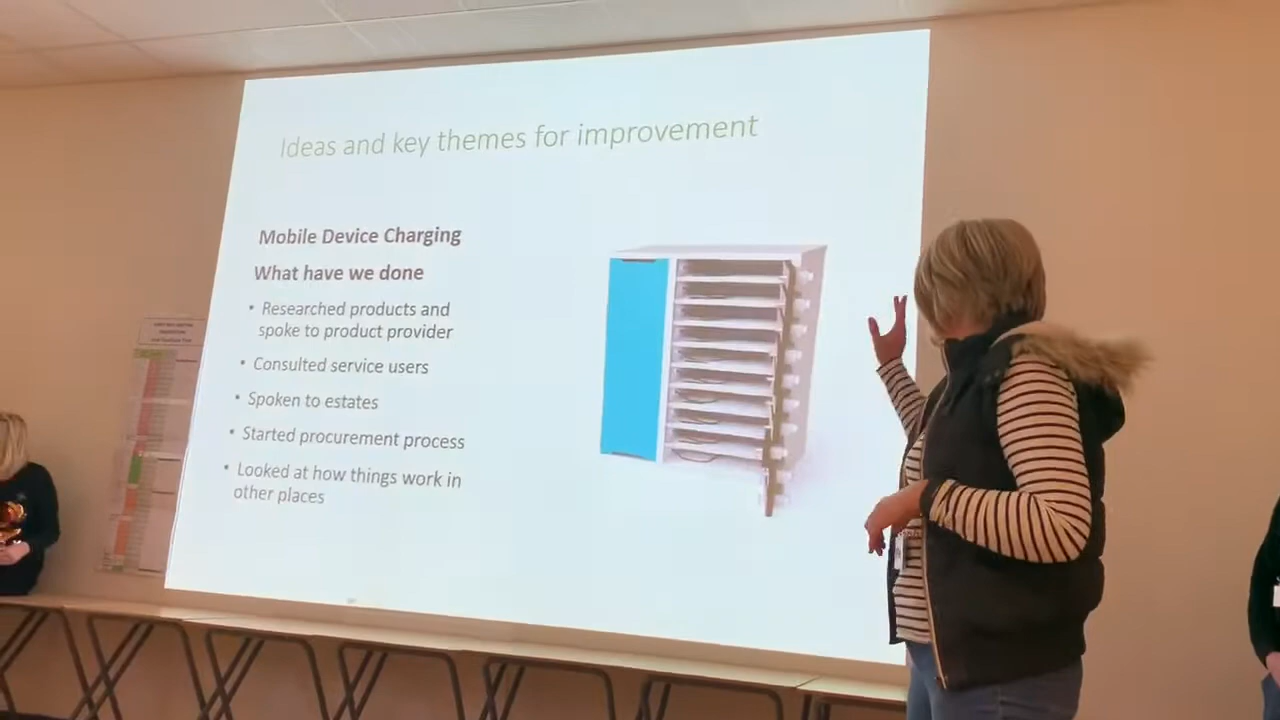 Ideas and key themes for improvement
Mobile Device Charging
What have we done
• Researched products and
spoke to product provider
• Consulted service users
• Spoken to estates
• Started procurement process
• Looked at how things work in
other places